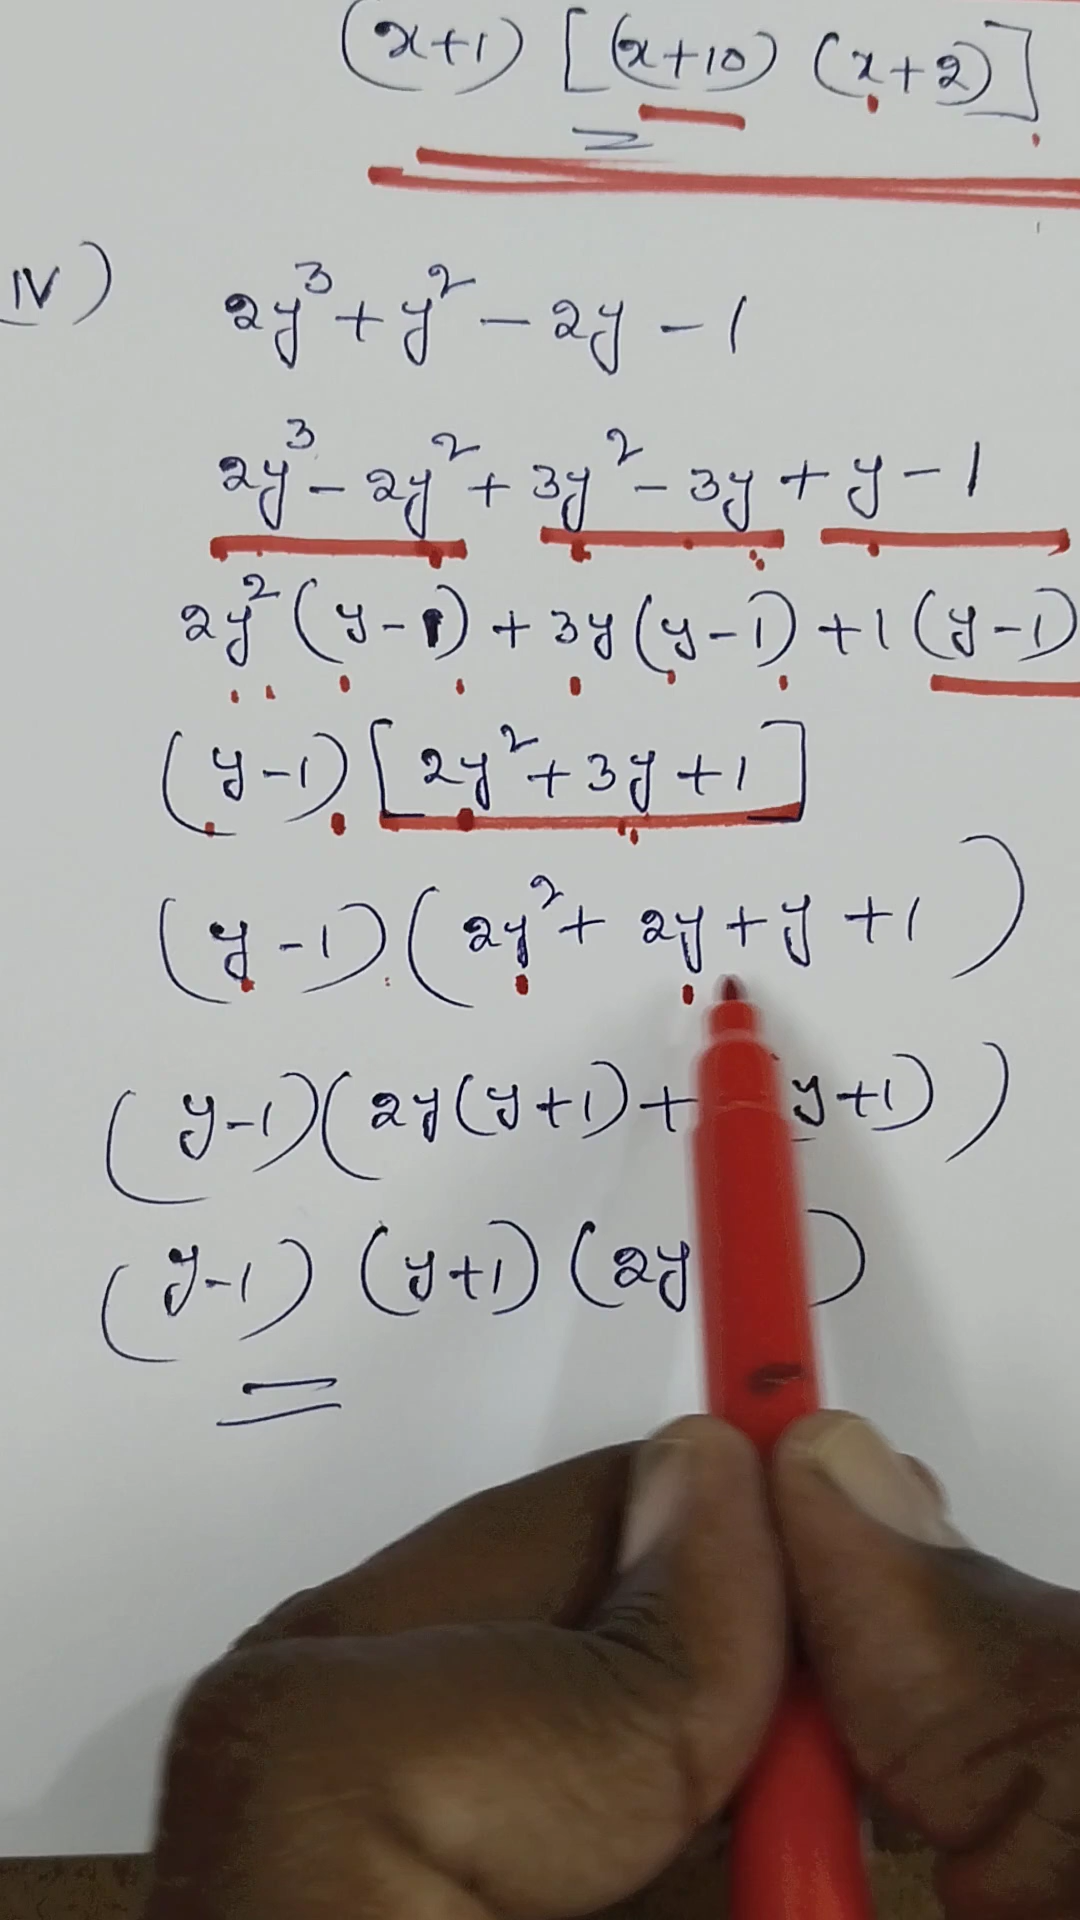 (x+1) [(x+10) (x+2)]
IV) 2y³ + y² - 2y - 1
2y³ - 2y² + 3y² - 3y + y - 1
2y² (y-1) + 3y (y-1) + 1 (y-1)
(y-1) [2y² + 3y + 1]
(y-1) (2y² + 2y + y + 1)
(y-1) (2y (y+1) + y+1))
(y-1) (y+1) (2y )